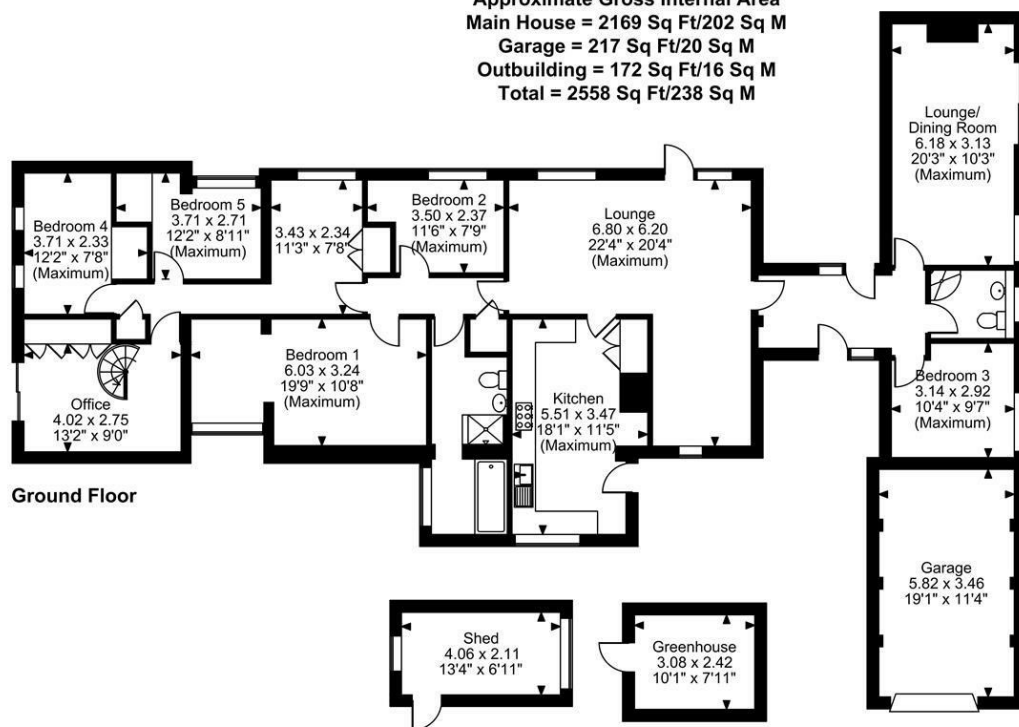 Approximate Gross Internal Area
Main House = 2169 Sq Ft/202 Sq M
Garage = 217 Sq Ft/20 Sq M
Outbuilding = 172 Sq Ft/16 Sq M
Total = 2558 Sq Ft/238 Sq M
Lounge/
Dining Room
6.18 x 3.13
20'3" x 10'3"
(Maximum)
Bedroom 4
3.71 x 2.33
12'2" x 7'8"
(Maximum)
Bedroom 5
3.71 x 2.71
12'2" x 8'11"
(Maximum)
3.43 x 2.34
11'3" x 7'8"
Bedroom 2
3.50 x 2.37
11'6" x 7'9"
(Maximum)
Lounge
6.80 x 6.20
22'4" x 20'4"
(Maximum)
Office
4.02 x 2.75
13'2" x 9'0"
Bedroom 1
6.03 x 3.24
19'9" x 10'8"
(Maximum)
Kitchen
5.51 x 3.47
18'1" x 11'5"
(Maximum)
Bedroom 3
3.14 x 2.92
10'4" x 9'7"
(Maximum)
Ground Floor
Garage
5.82 x 3.46
19'1" x 11'4"
Shed
4.06 x 2.11
13'4" x 6'11"
Greenhouse
3.08 x 2.42
10'1" x 7'11"